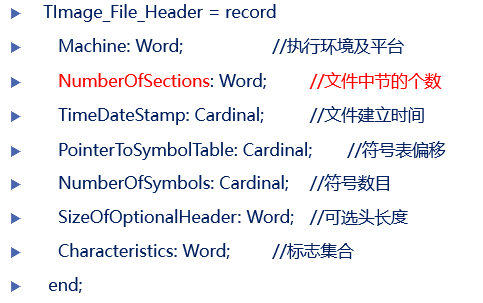 TImage_File_Header = record
Machine: Word; //执行环境及平台
NumberOfSections: Word; //文件中节的个数
TimeDateStamp: Cardinal; //文件建立时间
PointerToSymbolTable: Cardinal; //符号表偏移
NumberOfSymbols: Cardinal; //符号数目
SizeOfOptionalHeader: Word; //可选头长度
Characteristics: Word; //标志集合
end;